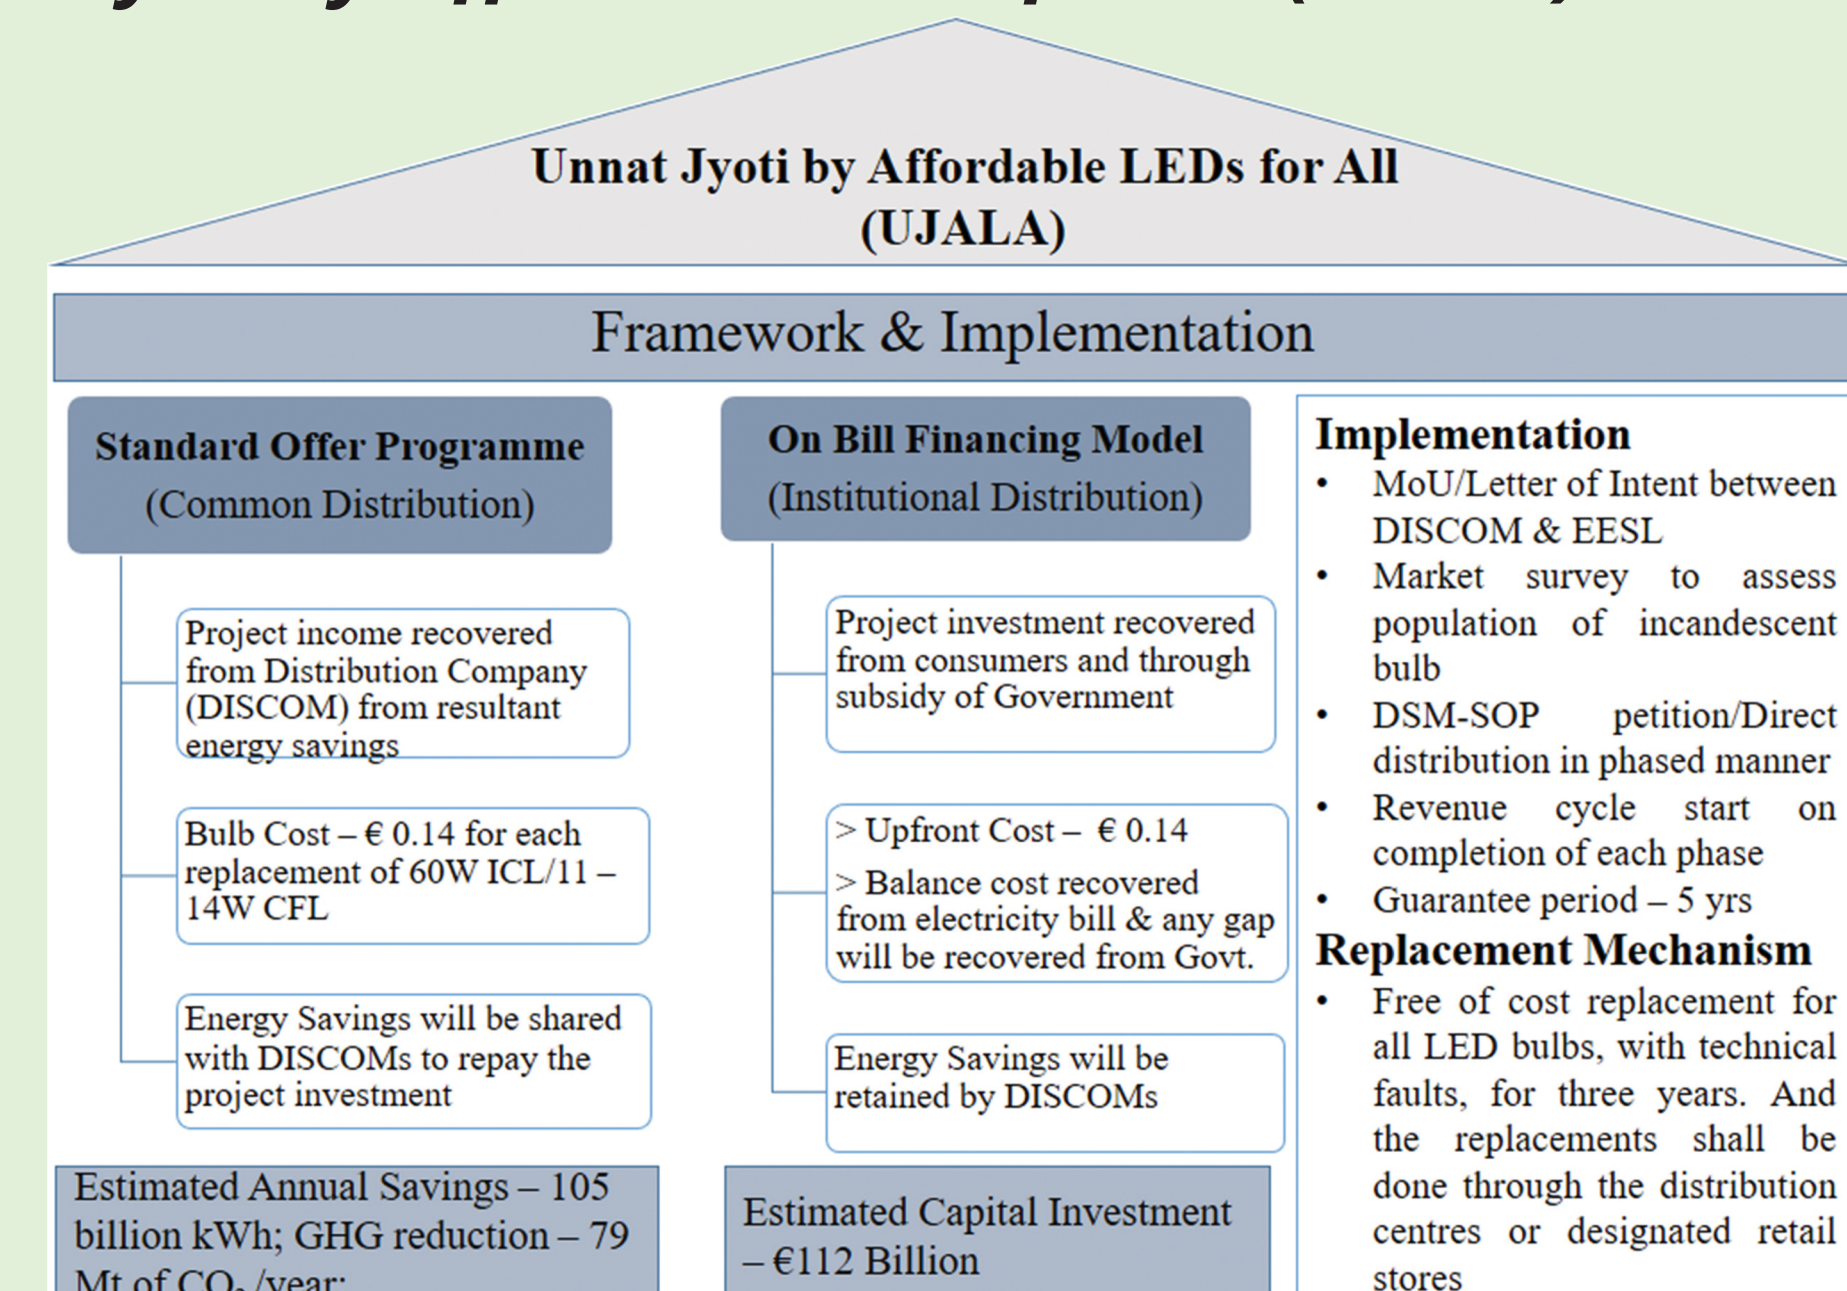 Unnat Jyoti by Affordable LEDs for All
(UJALA)
Framework & Implementation
Standard Offer Programme
(Common Distribution)
Project income recovered
from Distribution Company
(DISCOM) from resultant
energy savings
Bulb Cost – € 0.14 for each
replacement of 60W ICL/11 –
14W CFL
Energy Savings will be shared
with DISCOMs to repay the
project investment
Estimated Annual Savings – 105
billion kWh; GHG reduction – 79
Mt of CO₂ /year;
On Bill Financing Model
(Institutional Distribution)
Project investment recovered
from consumers and through
subsidy of Government
> Upfront Cost – € 0.14
> Balance cost recovered
from electricity bill & any gap
will be recovered from Govt.
Energy Savings will be
retained by DISCOMs
Estimated Capital Investment
– €112 Billion
Implementation
• MoU/Letter of Intent between
DISCOM & EESL
• Market survey to assess
population of incandescent
bulb
• DSM-SOP petition/Direct
distribution in phased manner
• Revenue cycle start on
completion of each phase
• Guarantee period – 5 yrs
Replacement Mechanism
• Free of cost replacement for
all LED bulbs, with technical
faults, for three years. And
the replacements shall be
done through the distribution
centres or designated retail
stores